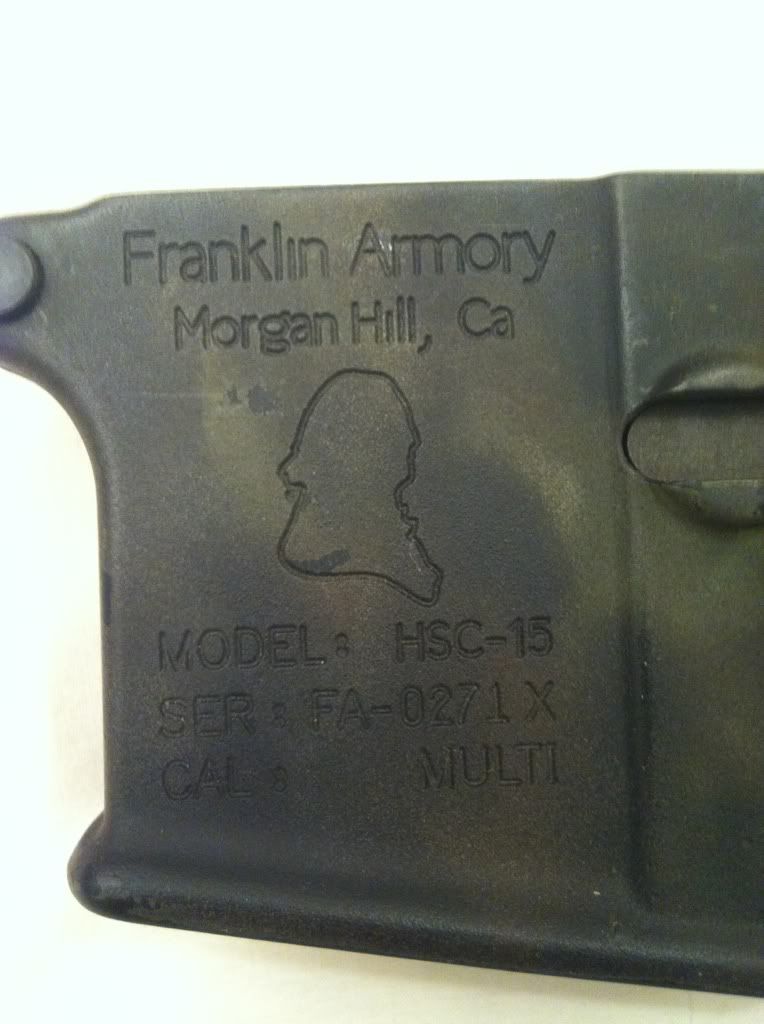 Franklin Armory
Morgan Hill, Ca
MODEL: HSC-15
SER: FA-0271X
CAL: MULTI